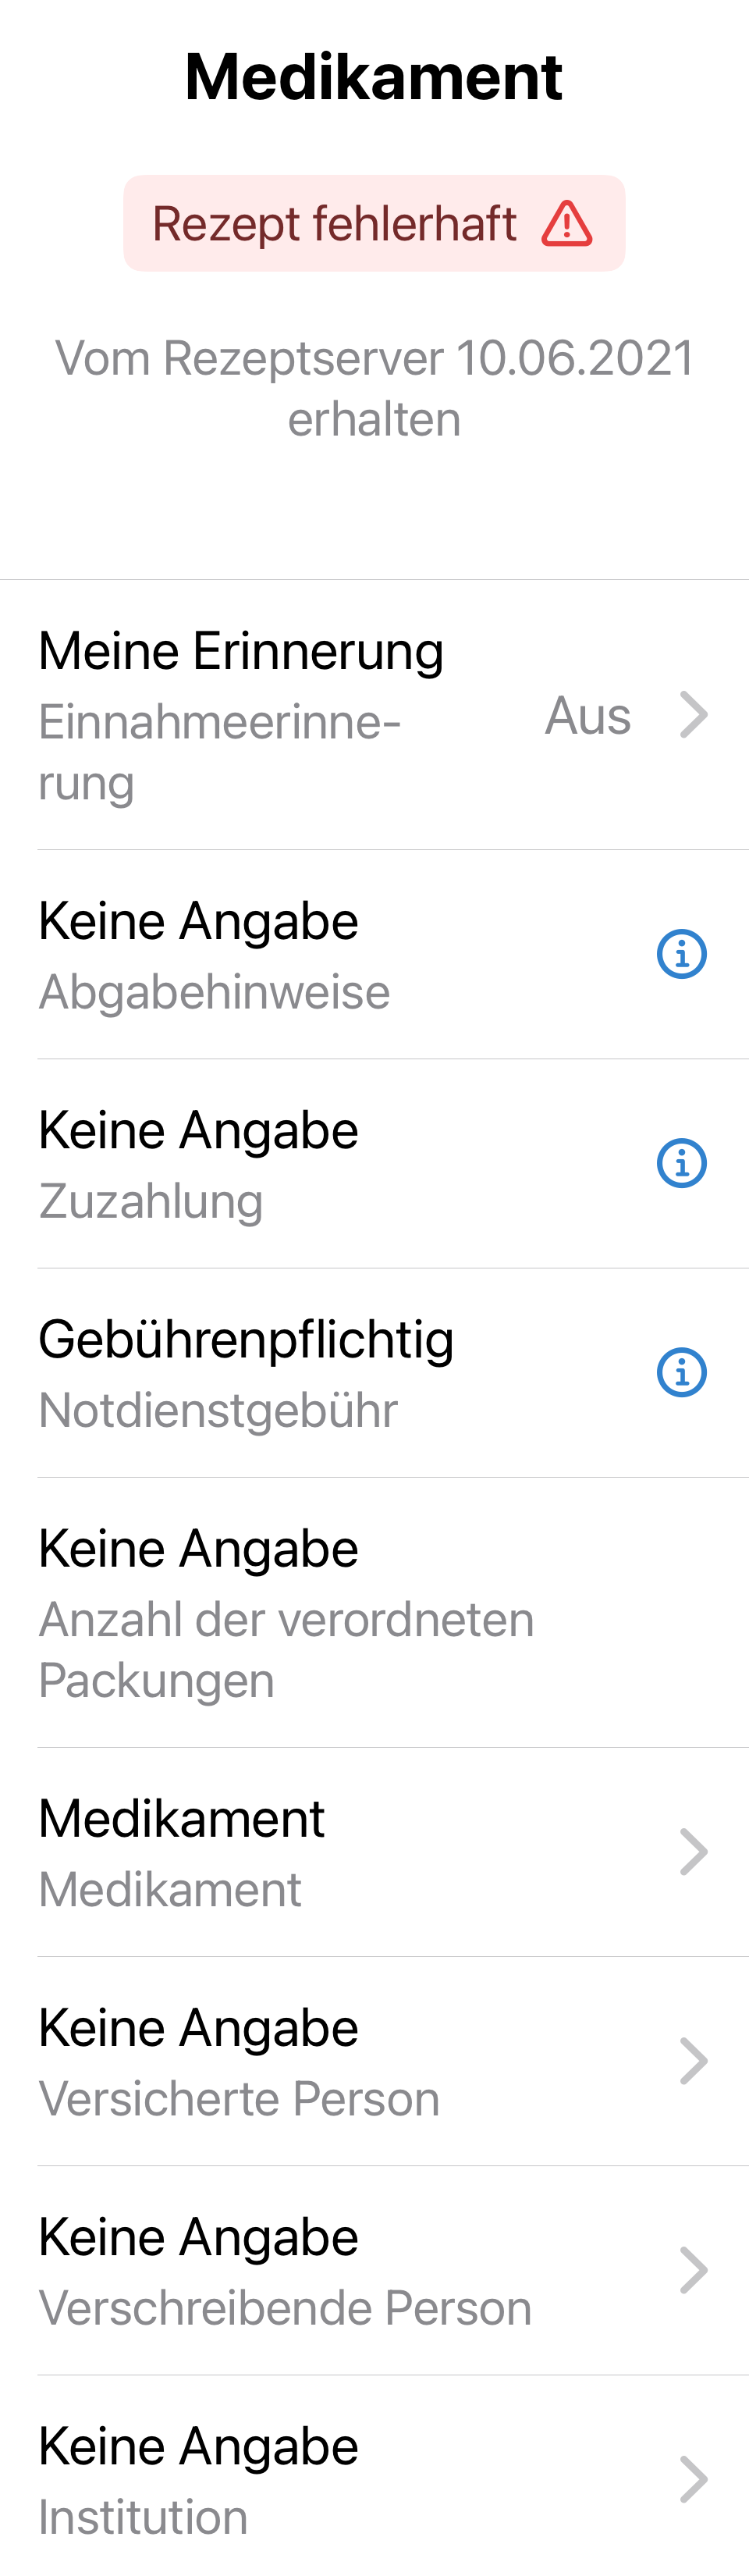 Medikament
Rezept fehlerhaft
Vom Rezeptserver 10.06.2021
erhalten
Meine Erinnerung
Einnahmeerinne-
rung
Aus
Keine Angabe
Abgabehinweise
Keine Angabe
Zuzahlung
Gebührenpflichtig
Notdienstgebühr
Keine Angabe
Anzahl der verordneten
Packungen
Medikament
Medikament
Keine Angabe
Versicherte Person
Keine Angabe
Verschreibende Person
Keine Angabe
Institution